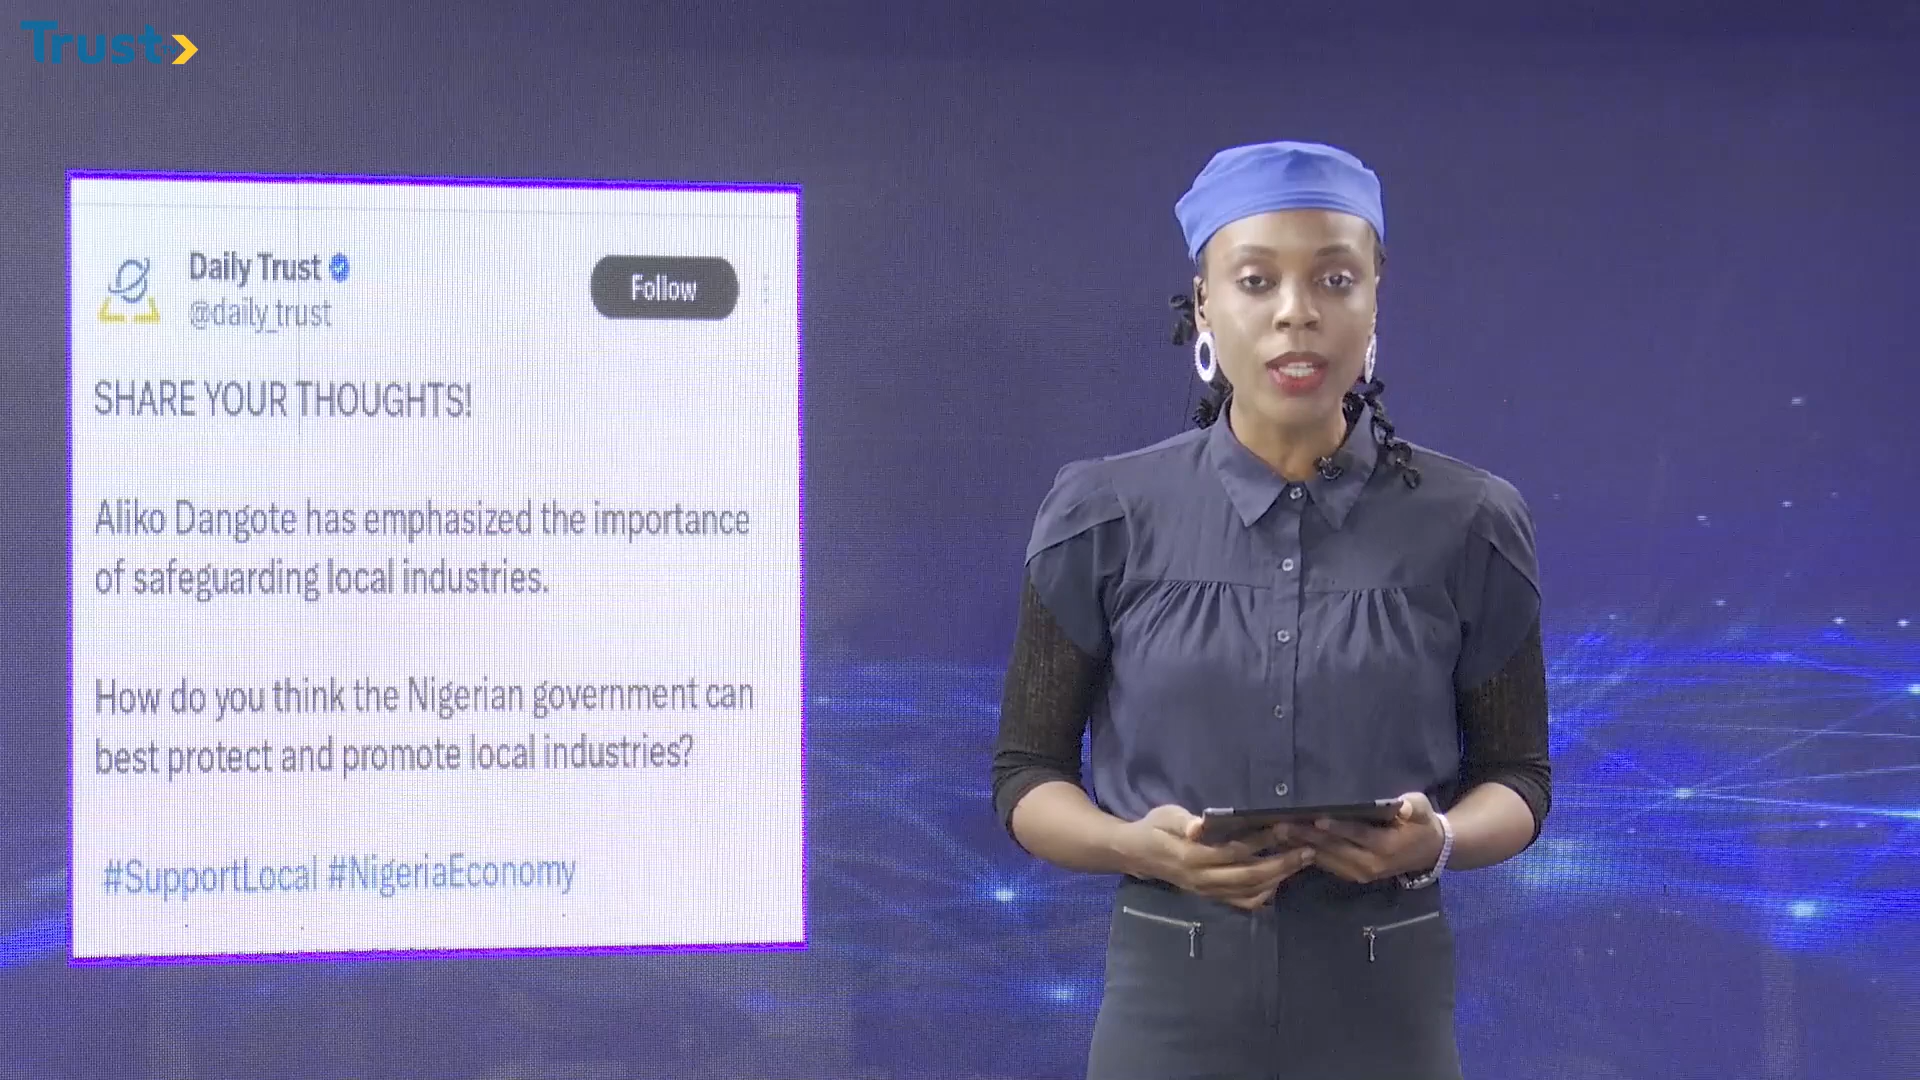 Trust
Daily Trust
@daily_trust
Follow
SHARE YOUR THOUGHTS!
Aliko Dangote has emphasized the importance
of safeguarding local industries.
How do you think the Nigerian government can
best protect and promote local industries?
#SupportLocal #NigeriaEconomy